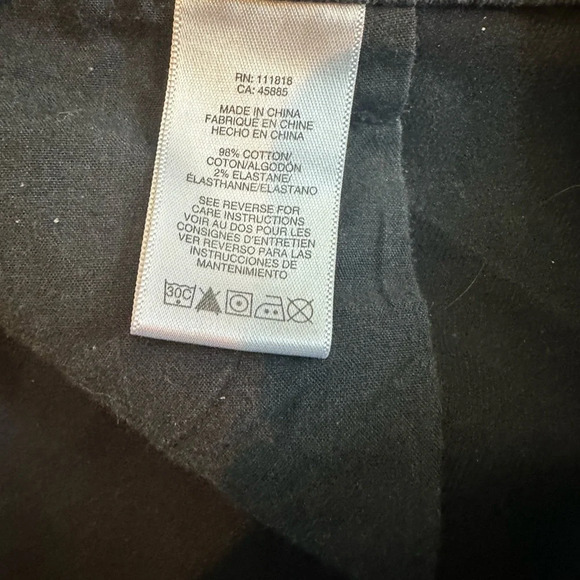 RN: 111818
CA: 45885
MADE IN CHINA
FABRIQUÉ EN CHINE
HECHO EN CHINA
98% COTTON/
COTON/ALGODÓN
2% ELASTANE/
ÉLASTHANNE/ELASTANO
SEE REVERSE FOR
CARE INSTRUCTIONS
VOIR AU DOS POUR LES
CONSIGNES D'ENTRETIEN
VER REVERSO PARA LAS
INSTRUCCIONES DE
MANTENIMIENTO
30C